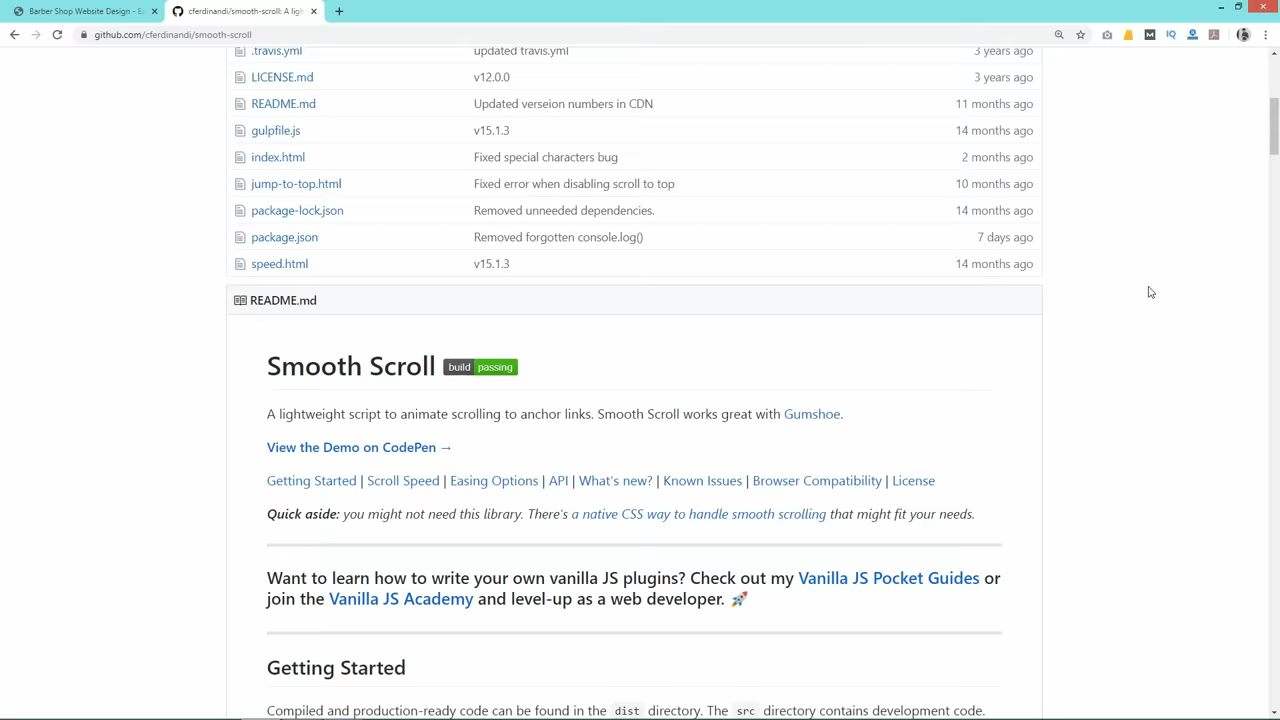 Barber Shop Website Design - Ea
cferdinandi/smooth-scroll: A ligh
github.com/cferdinandi/smooth-scroll
.travis.yml updated travis.yml 3 years ago
LICENSE.md v12.0.0 3 years ago
README.md Updated verseion numbers in CDN 11 months ago
gulpfile.js v15.1.3 14 months ago
index.html Fixed special characters bug 2 months ago
jump-to-top.html Fixed error when disabling scroll to top 10 months ago
package-lock.json Removed unneeded dependencies. 14 months ago
package.json Removed forgotten console.log() 7 days ago
speed.html v15.1.3 14 months ago
README.md
Smooth Scroll build passing
A lightweight script to animate scrolling to anchor links. Smooth Scroll works great with Gumshoe.
View the Demo on CodePen →
Getting Started | Scroll Speed | Easing Options | API | What's new? | Known Issues | Browser Compatibility | License
Quick aside: you might not need this library. There's a native CSS way to handle smooth scrolling that might fit your needs.
Want to learn how to write your own vanilla JS plugins? Check out my Vanilla JS Pocket Guides or
join the Vanilla JS Academy and level-up as a web developer. 🚀
Getting Started
Compiled and production-ready code can be found in the dist directory. The src directory contains development code.